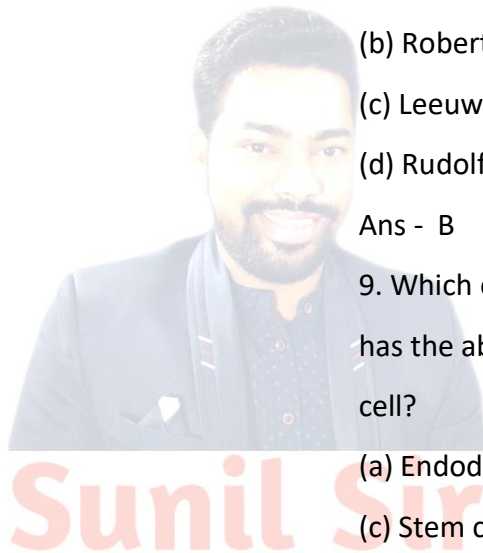 (b) Robert
(c) Leeuw
(d) Rudolf
Ans - B
9. Which
has the ab
cell?
(a) Endod
(c) Stem
Sunil Sir